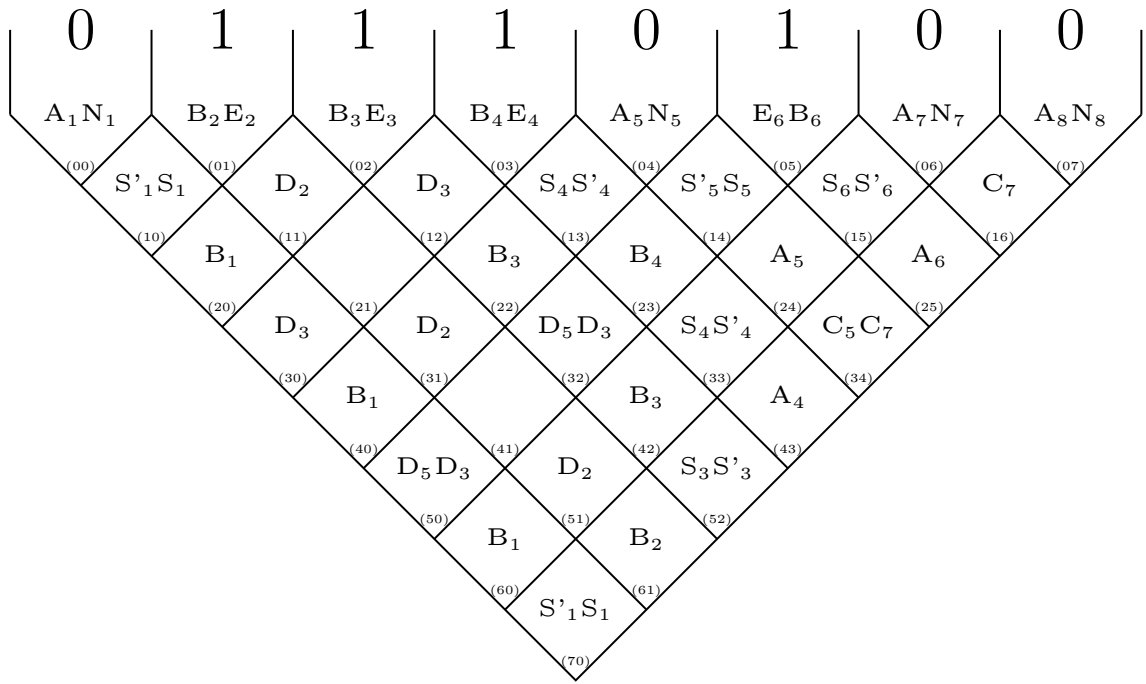 0 1 1 1 0 1 0 0
A₁N₁ B₂E₂ B₃E₃ B₄E₄ A₅N₅ E₆B₆ A₇N₇ A₈N₈
(00) (01) (02) (03) (04) (05) (06) (07)
S'₁S₁ D₂ D₃ S₄S'₄ S'₅S₅ S₆S'₆ C₇
(10) (11) (12) (13) (14) (15) (16)
B₁ B₃ B₄ A₅ A₆
(20) (21) (22) (23) (24) (25)
D₃ D₂ D₅D₃ S₄S'₄ C₅C₇
(30) (31) (32) (33) (34)
B₁ B₃ A₄
(40) (41) (42) (43)
D₅D₃ D₂ S₃S'₃
(50) (51) (52)
B₁ B₂
(60) (61)
S'₁S₁
(70)